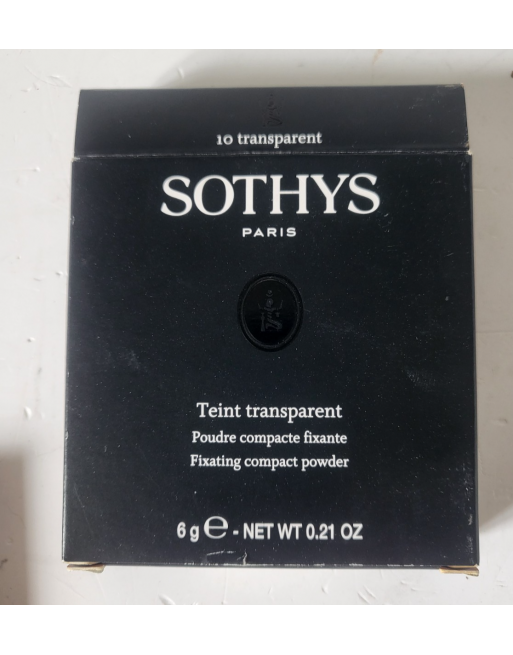 10 transparent
SOTHYS
PARIS
Teint transparent
Poudre compacte fixante
Fixating compact powder
6 g ℮ - NET WT 0.21 OZ